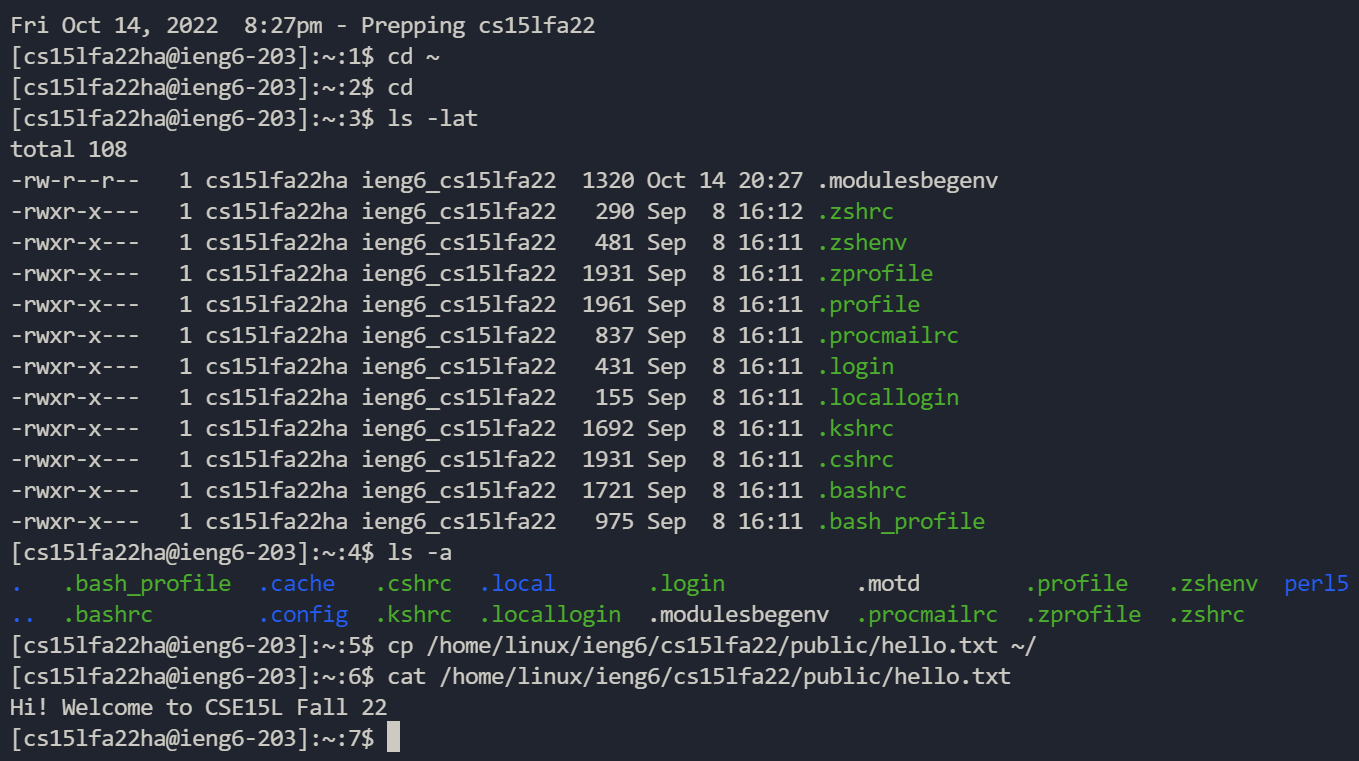 Fri Oct 14, 2022  8:27pm - Prepping cs15lfa22
[cs15lfa22ha@ieng6-203]:~:1$ cd ~
[cs15lfa22ha@ieng6-203]:~:2$ cd
[cs15lfa22ha@ieng6-203]:~:3$ ls -lat
total 108
-rw-r--r--   1 cs15lfa22ha ieng6_cs15lfa22  1320 Oct 14 20:27 .modulesbegenv
-rwxr-x---   1 cs15lfa22ha ieng6_cs15lfa22   290 Sep  8 16:12 .zshrc
-rwxr-x---   1 cs15lfa22ha ieng6_cs15lfa22   481 Sep  8 16:11 .zshenv
-rwxr-x---   1 cs15lfa22ha ieng6_cs15lfa22  1931 Sep  8 16:11 .zprofile
-rwxr-x---   1 cs15lfa22ha ieng6_cs15lfa22  1961 Sep  8 16:11 .profile
-rwxr-x---   1 cs15lfa22ha ieng6_cs15lfa22   837 Sep  8 16:11 .procmailrc
-rwxr-x---   1 cs15lfa22ha ieng6_cs15lfa22   431 Sep  8 16:11 .login
-rwxr-x---   1 cs15lfa22ha ieng6_cs15lfa22   155 Sep  8 16:11 .locallogin
-rwxr-x---   1 cs15lfa22ha ieng6_cs15lfa22  1692 Sep  8 16:11 .kshrc
-rwxr-x---   1 cs15lfa22ha ieng6_cs15lfa22  1931 Sep  8 16:11 .cshrc
-rwxr-x---   1 cs15lfa22ha ieng6_cs15lfa22  1721 Sep  8 16:11 .bashrc
-rwxr-x---   1 cs15lfa22ha ieng6_cs15lfa22   975 Sep  8 16:11 .bash_profile
[cs15lfa22ha@ieng6-203]:~:4$ ls -a
.   .bash_profile  .cache   .cshrc  .local       .login          .motd        .profile   .zshenv  perl5
..  .bashrc        .config  .kshrc  .locallogin  .modulesbegenv  .procmailrc  .zprofile  .zshrc
[cs15lfa22ha@ieng6-203]:~:5$ cp /home/linux/ieng6/cs15lfa22/public/hello.txt ~/
[cs15lfa22ha@ieng6-203]:~:6$ cat /home/linux/ieng6/cs15lfa22/public/hello.txt
Hi! Welcome to CSE15L Fall 22
[cs15lfa22ha@ieng6-203]:~:7$